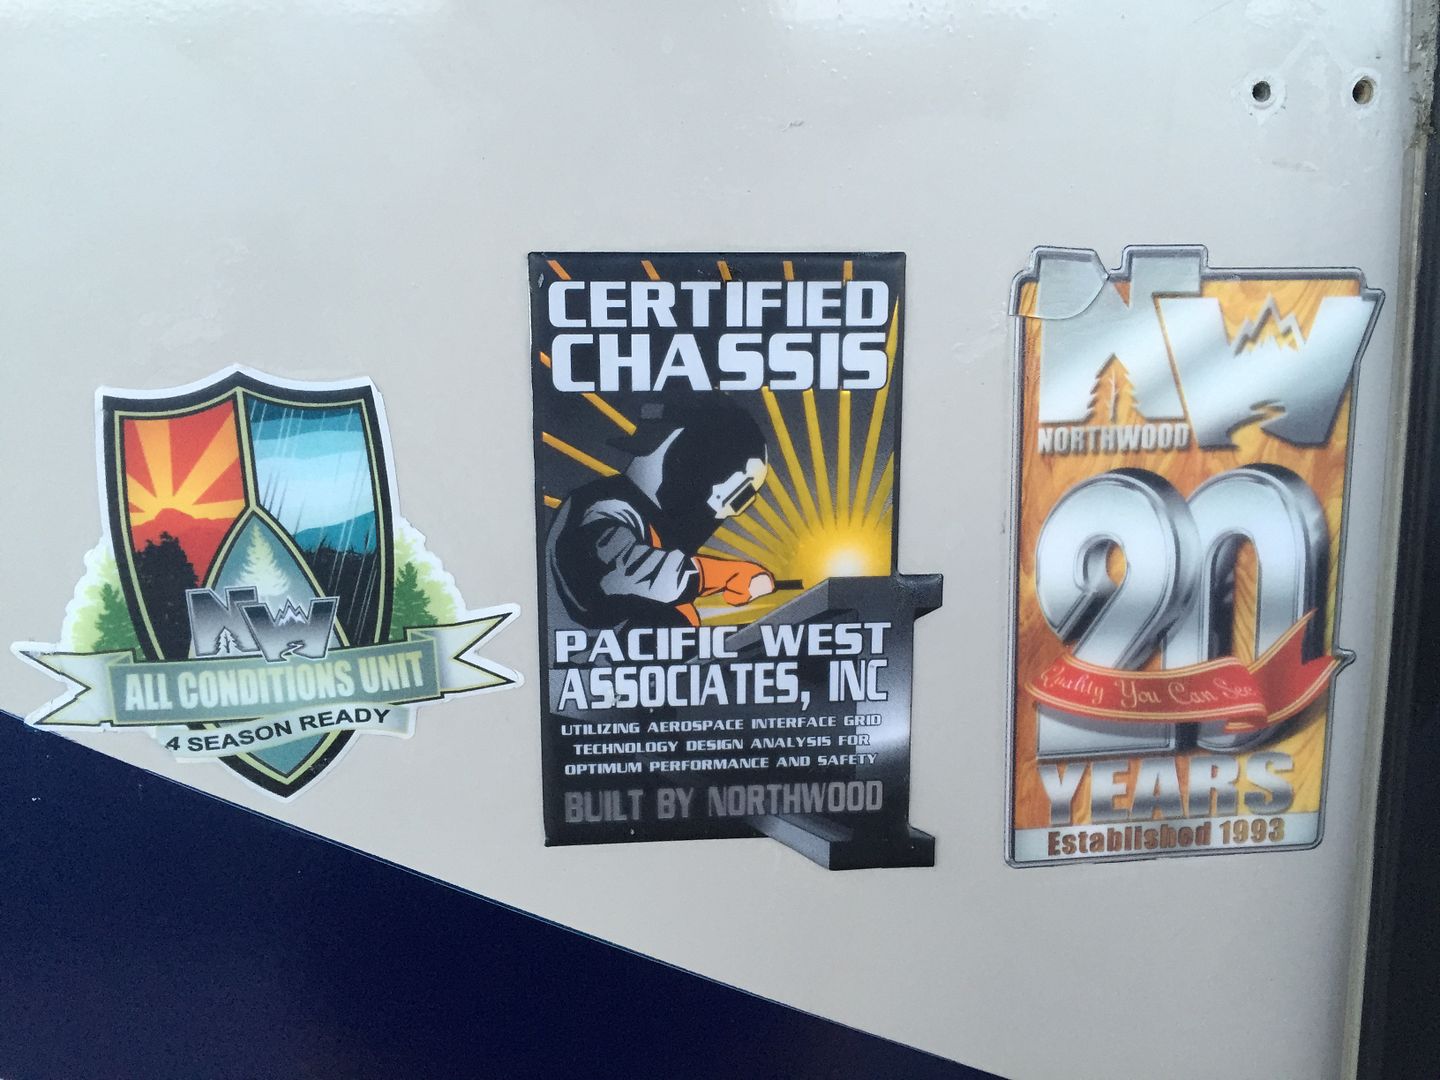 NW
ALL CONDITIONS UNIT
4 SEASON READY
CERTIFIED
CHASSIS
PACIFIC WEST
ASSOCIATES, INC
UTILIZING AEROSPACE INTERFACE GRID
TECHNOLOGY DESIGN ANALYSIS FOR
OPTIMUM PERFORMANCE AND SAFETY
BUILT BY NORTHWOOD
NW
NORTHWOOD
20
Quality You Can See
YEARS
Established 1993